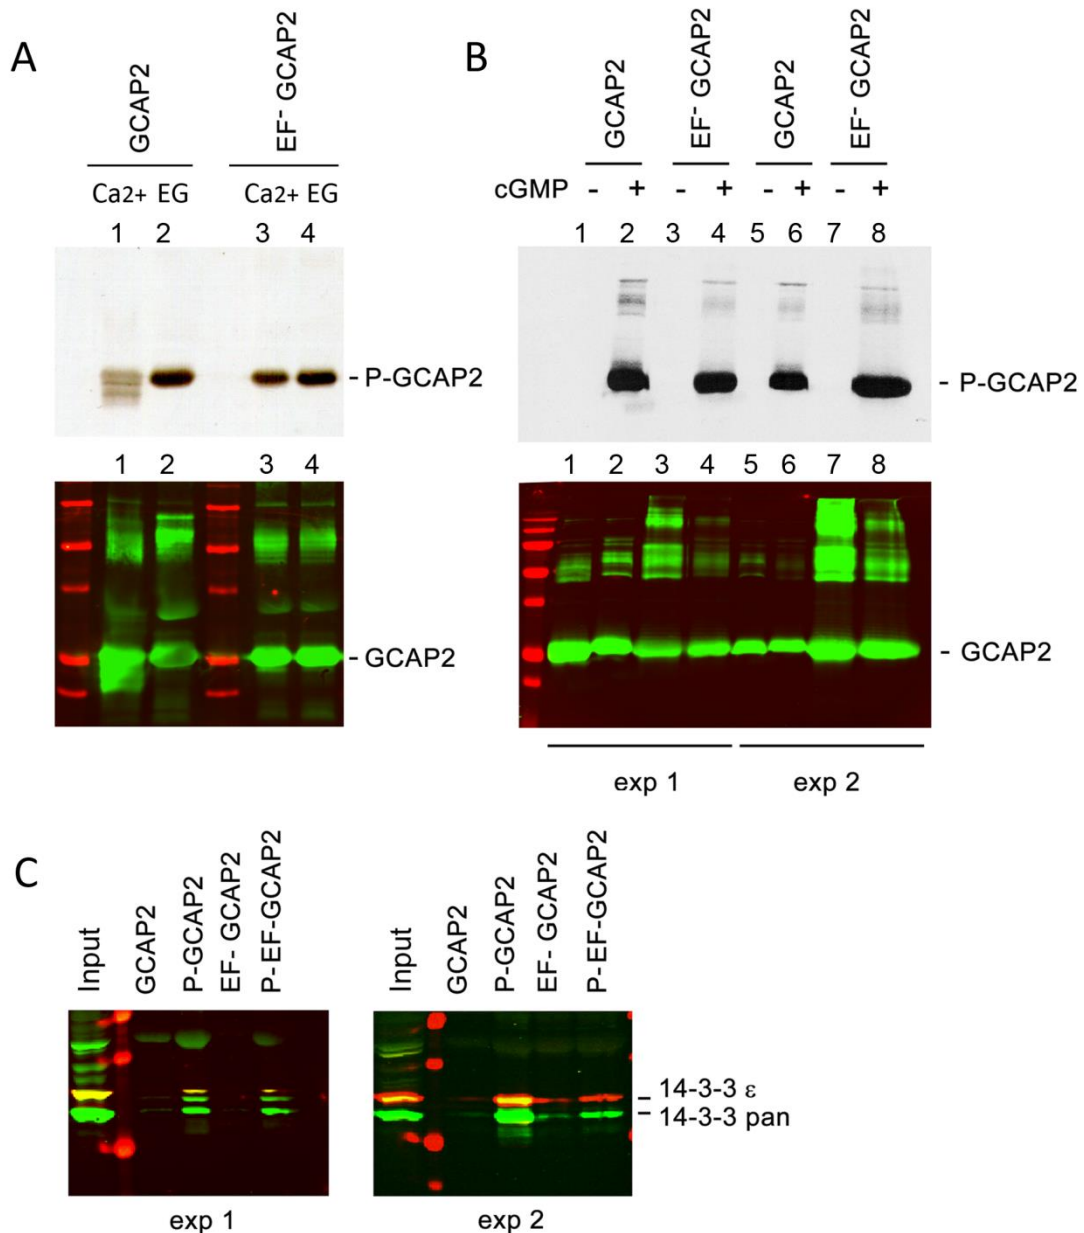 A
GCAP2
EF- GCAP2
Ca2+ EG
Ca2+ EG
1 2 3 4
- P-GCAP2
1 2 3 4
- GCAP2
B
GCAP2
EF- GCAP2
GCAP2
EF- GCAP2
cGMP - + - + - + - +
1 2 3 4 5 6 7 8
- P-GCAP2
1 2 3 4 5 6 7 8
- GCAP2
exp 1
exp 2
C
Input
GCAP2
P-GCAP2
EF- GCAP2
P-EF-GCAP2
exp 1
Input
GCAP2
P-GCAP2
EF- GCAP2
P-EF-GCAP2
14-3-3 ε
14-3-3 pan
exp 2